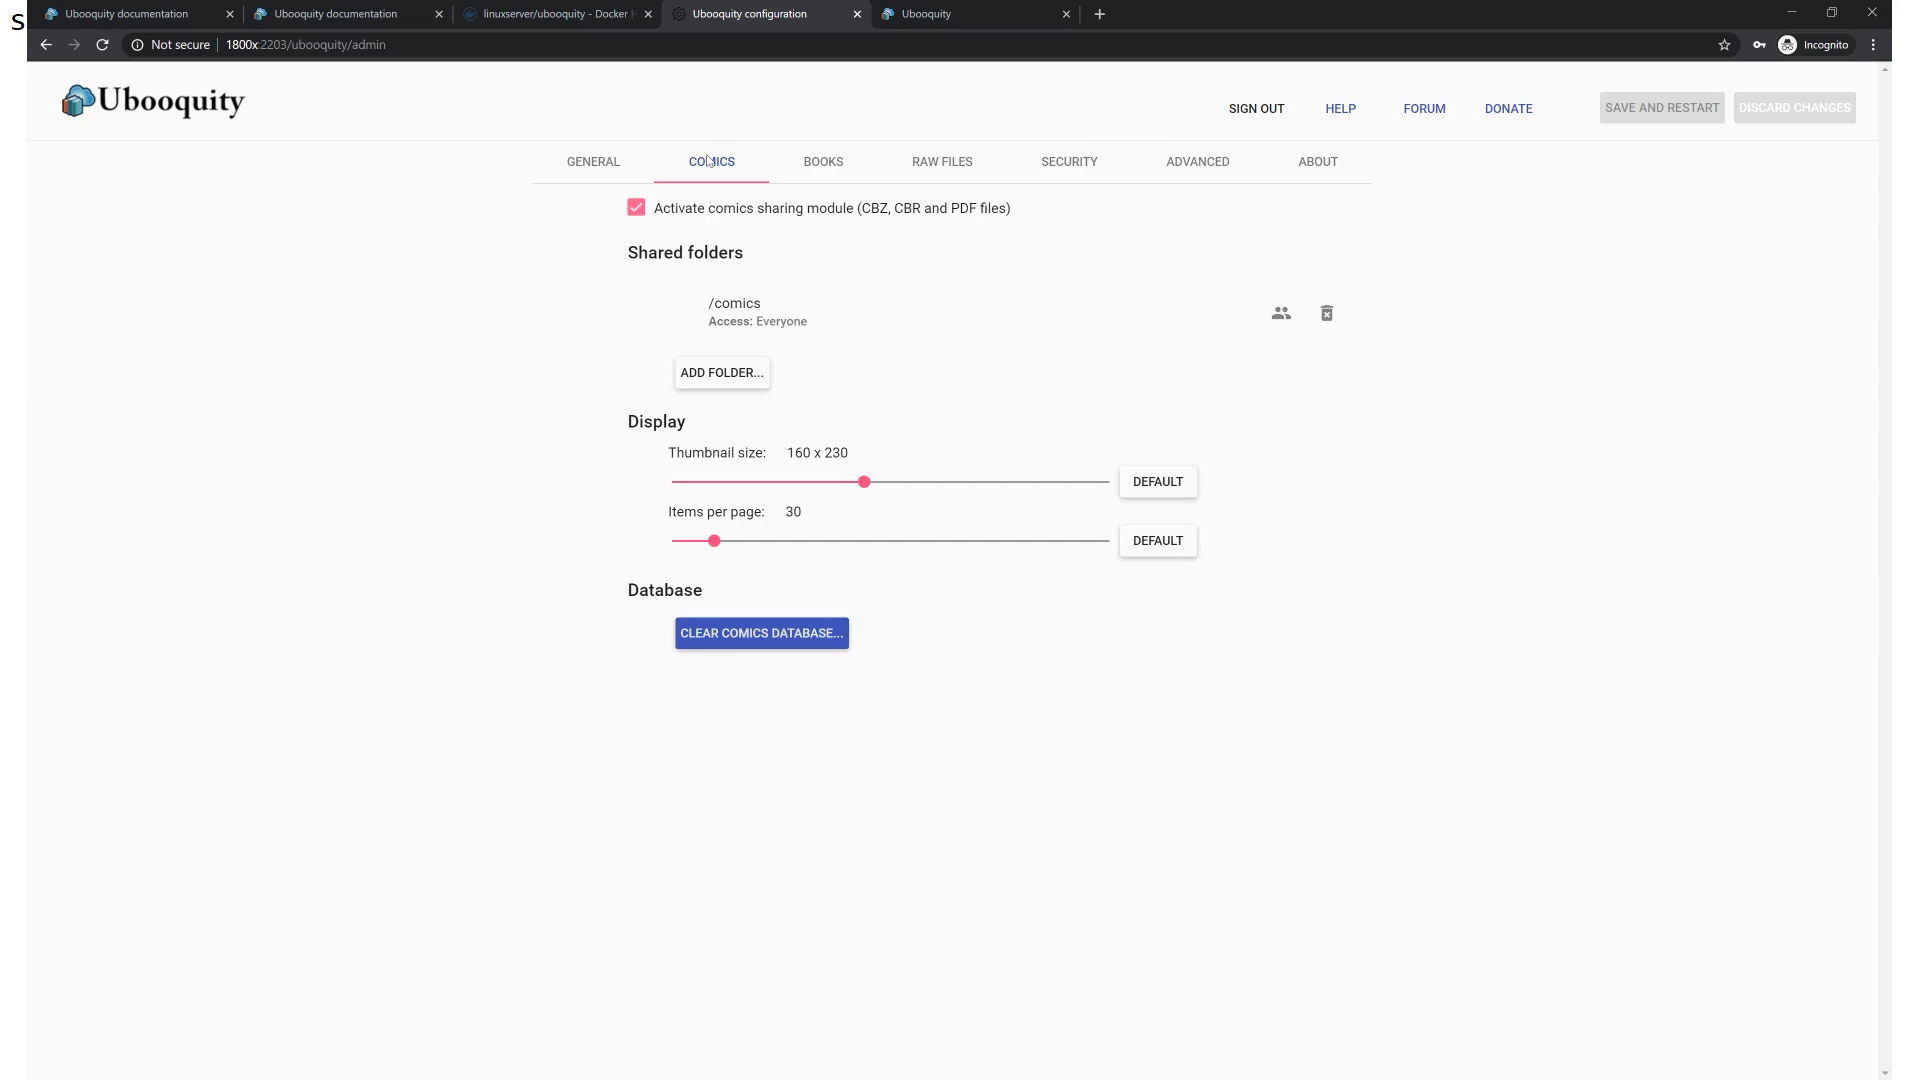 S
Ubooquity documentation
Ubooquity documentation
linuxserver/ubooquity - Docker H
Ubooquity configuration
Ubooquity
Not secure
1800x:2203/ubooquity/admin
Incognito
Ubooquity
SIGN OUT
HELP
FORUM
DONATE
SAVE AND RESTART
DISCARD CHANGES
GENERAL
COMICS
BOOKS
RAW FILES
SECURITY
ADVANCED
ABOUT
Activate comics sharing module (CBZ, CBR and PDF files)
Shared folders
/comics
Access: Everyone
ADD FOLDER...
Display
Thumbnail size: 160 x 230
DEFAULT
Items per page: 30
DEFAULT
Database
CLEAR COMICS DATABASE...